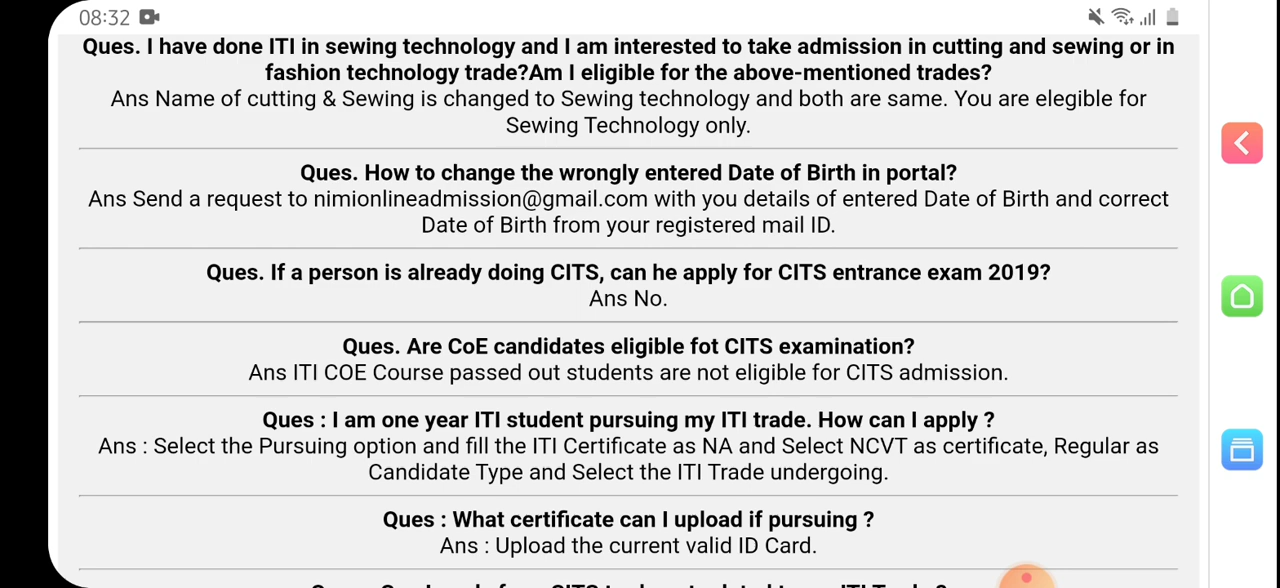 08:32
Ques. I have done ITI in sewing technology and I am interested to take admission in cutting and sewing or in
fashion technology trade?Am I eligible for the above-mentioned trades?
Ans Name of cutting & Sewing is changed to Sewing technology and both are same. You are elegible for
Sewing Technology only.
Ques. How to change the wrongly entered Date of Birth in portal?
Ans Send a request to nimionlineadmission@gmail.com with you details of entered Date of Birth and correct
Date of Birth from your registered mail ID.
Ques. If a person is already doing CITS, can he apply for CITS entrance exam 2019?
Ans No.
Ques. Are CoE candidates eligible fot CITS examination?
Ans ITI COE Course passed out students are not eligible for CITS admission.
Ques : I am one year ITI student pursuing my ITI trade. How can I apply ?
Ans : Select the Pursuing option and fill the ITI Certificate as NA and Select NCVT as certificate, Regular as
Candidate Type and Select the ITI Trade undergoing.
Ques : What certificate can I upload if pursuing ?
Ans : Upload the current valid ID Card.